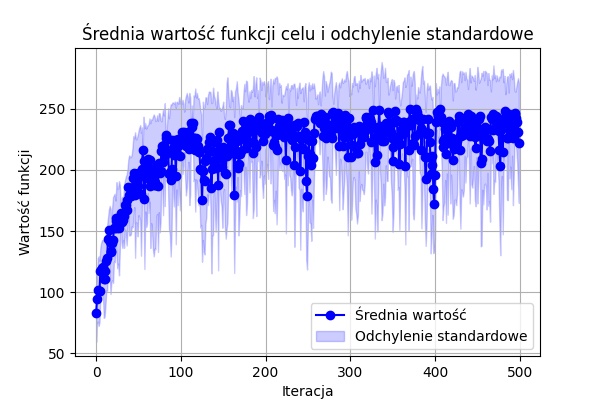 Średnia wartość funkcji celu i odchylenie standardowe
Wartość funkcji
250
200
150
100
50
0 100 200 300 400 500
Iteracja
Średnia wartość
Odchylenie standardowe